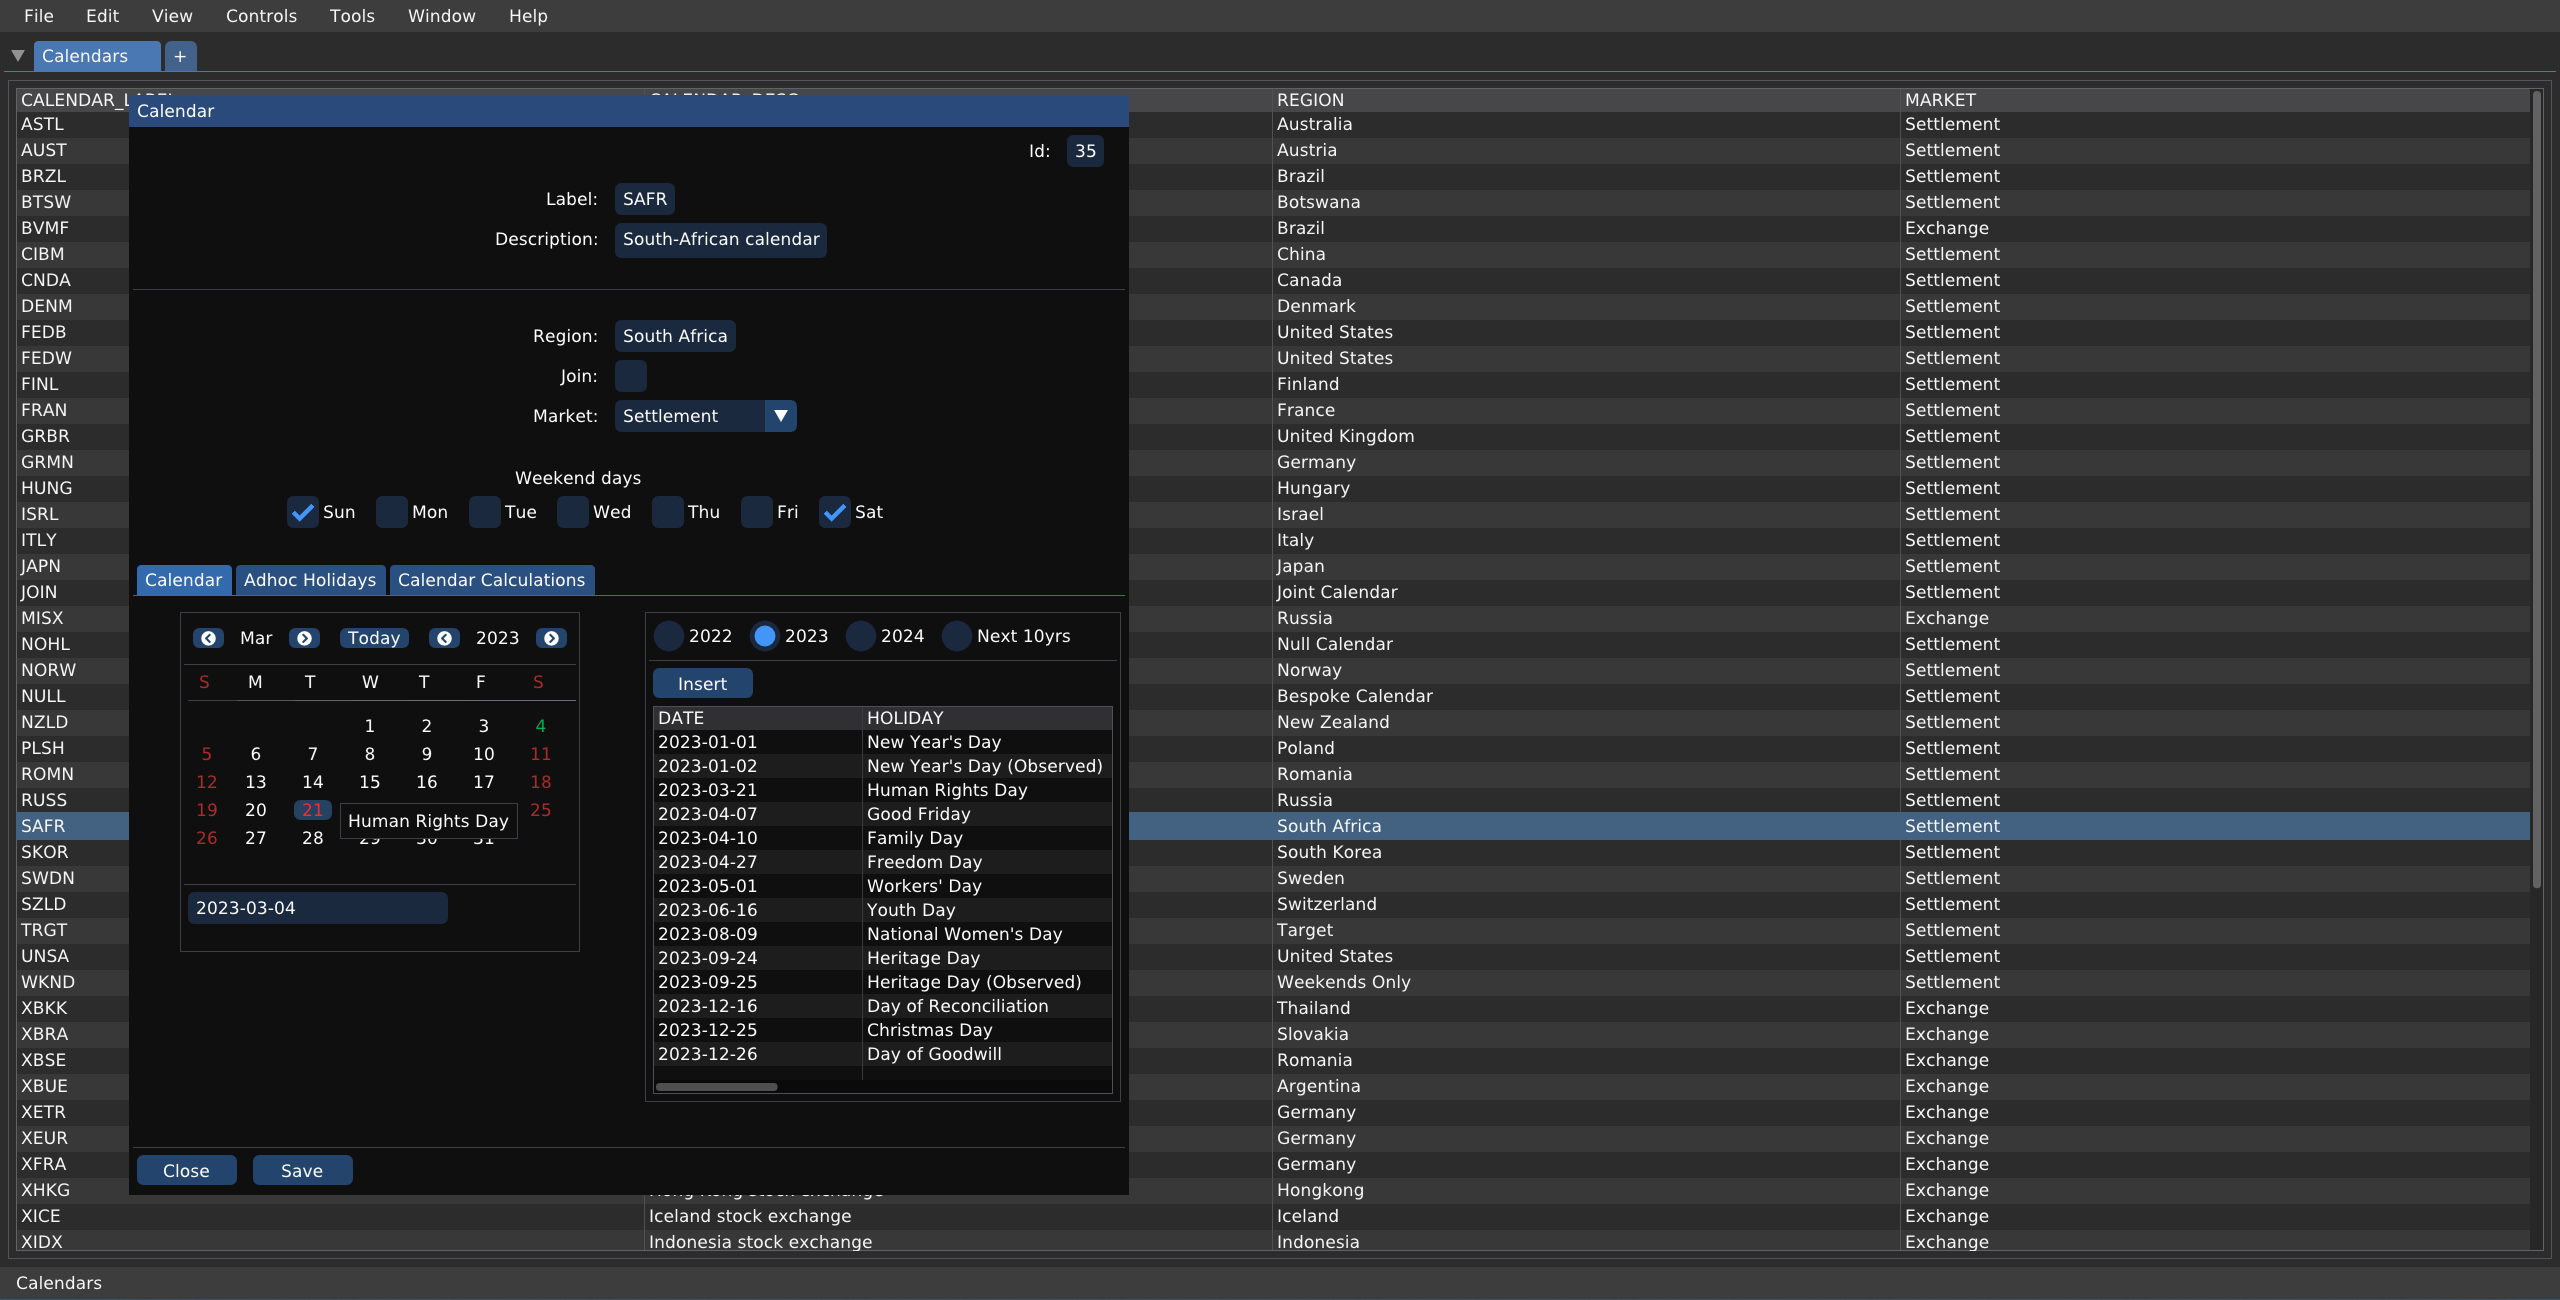 File Edit View Controls Tools Window Help
Calendars +
CALENDAR_LABEL CALENDAR_DESC REGION MARKET
Calendar
ASTL Australia Settlement
AUST Austria Settlement
BRZL Brazil Settlement
BTSW Botswana Settlement
BVMF Brazil Exchange
CIBM China Settlement
CNDA Canada Settlement
DENM Denmark Settlement
FEDB United States Settlement
FEDW United States Settlement
FINL Finland Settlement
FRAN France Settlement
GRBR United Kingdom Settlement
GRMN Germany Settlement
HUNG Hungary Settlement
ISRL Israel Settlement
ITLY Italy Settlement
JAPN Japan Settlement
JOIN Joint Calendar Settlement
MISX Russia Exchange
NOHL Null Calendar Settlement
NORW Norway Settlement
NULL Bespoke Calendar Settlement
NZLD New Zealand Settlement
PLSH Poland Settlement
ROMN Romania Settlement
RUSS Russia Settlement
SAFR South Africa Settlement
SKOR South Korea Settlement
SWDN Sweden Settlement
SZLD Switzerland Settlement
TRGT Target Settlement
UNSA United States Settlement
WKND Weekends Only Settlement
XBKK Thailand Exchange
XBRA Slovakia Exchange
XBSE Romania Exchange
XBUE Argentina Exchange
XETR Germany Exchange
XEUR Germany Exchange
XFRA Germany Exchange
XHKG Hong Kong stock exchange Hongkong Exchange
XICE Iceland stock exchange Iceland Exchange
XIDX Indonesia stock exchange Indonesia Exchange
Id: 35
Label: SAFR
Description: South-African calendar
Region: South Africa
Join:
Market: Settlement
Weekend days
Sun Mon Tue Wed Thu Fri Sat
Calendar Adhoc Holidays Calendar Calculations
Mar Today 2023
S M T W T F S
1 2 3 4
5 6 7 8 9 10 11
12 13 14 15 16 17 18
19 20 21 Human Rights Day 25
26 27 28 29 30 31
2023-03-04
2022 2023 2024 Next 10yrs
Insert
DATE HOLIDAY
2023-01-01 New Year's Day
2023-01-02 New Year's Day (Observed)
2023-03-21 Human Rights Day
2023-04-07 Good Friday
2023-04-10 Family Day
2023-04-27 Freedom Day
2023-05-01 Workers' Day
2023-06-16 Youth Day
2023-08-09 National Women's Day
2023-09-24 Heritage Day
2023-09-25 Heritage Day (Observed)
2023-12-16 Day of Reconciliation
2023-12-25 Christmas Day
2023-12-26 Day of Goodwill
Close Save
Calendars